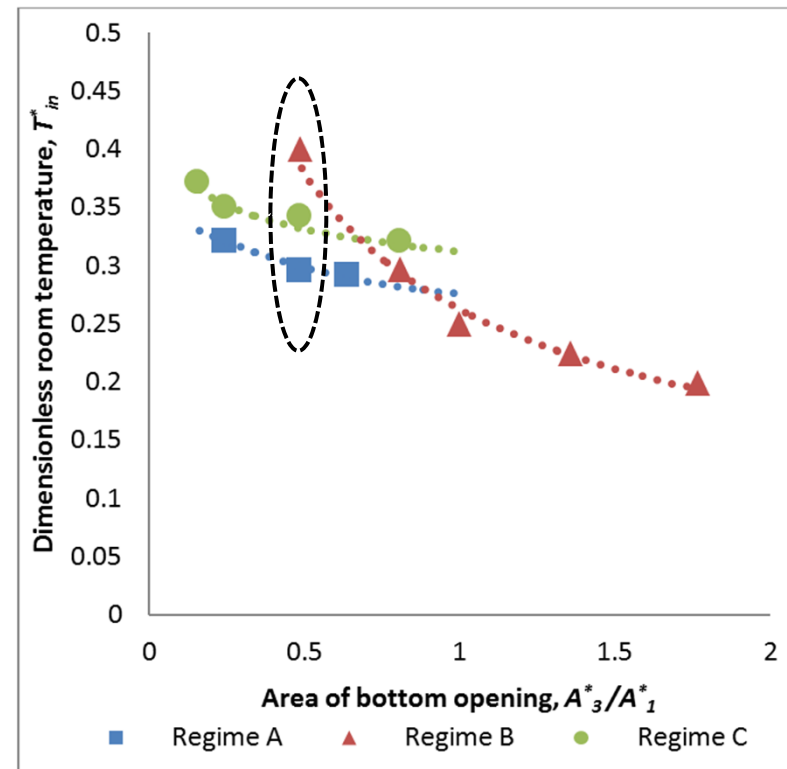 0.5
0.45
0.4
0.35
0.3
0.25
0.2
0.15
0.1
0.05
0
Dimensionless room temperature, T*in
0 0.5 1 1.5 2
Area of bottom opening, A*3/A*1
Regime A Regime B Regime C